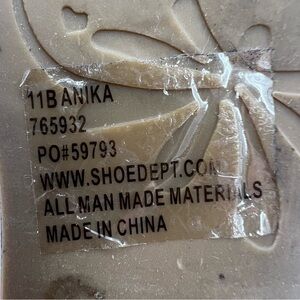 11B ANIKA
765932
PO#59793
WWW.SHOEDEPT.COM
ALL MAN MADE MATERIALS
MADE IN CHINA